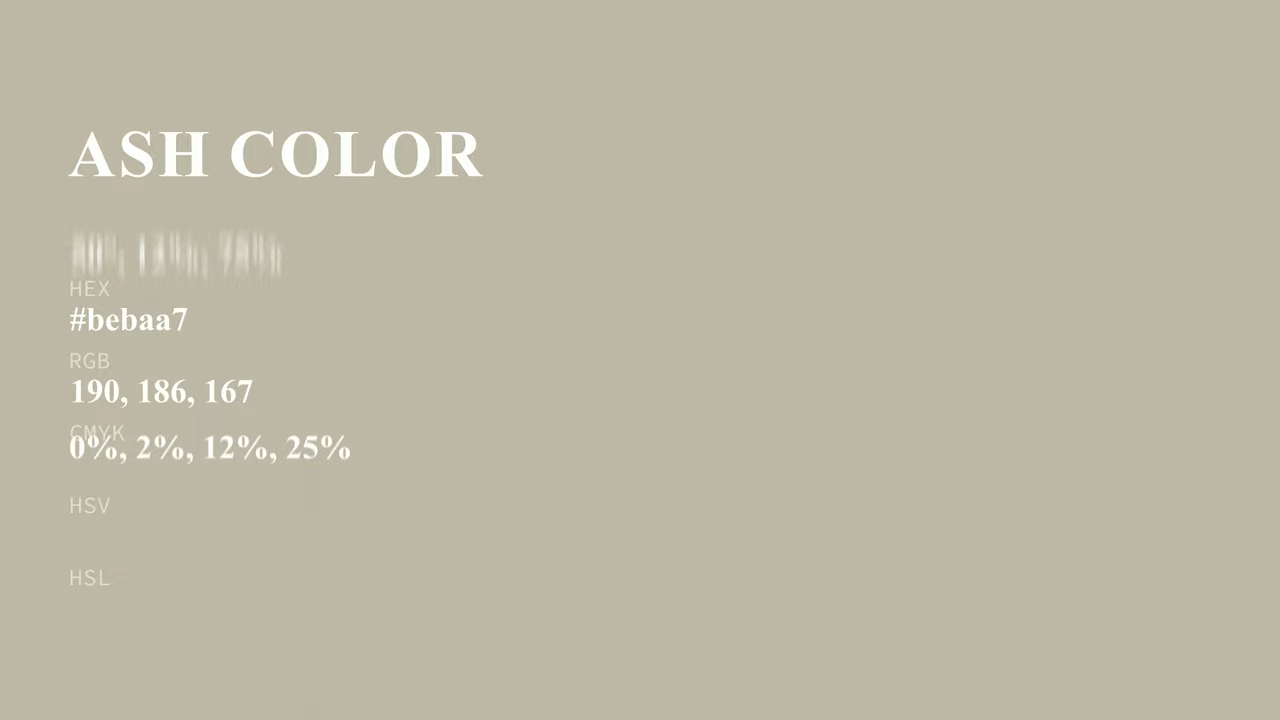 ASH COLOR
HEX
#bebaa7
RGB
190, 186, 167
CMYK
0%, 2%, 12%, 25%
HSV
HSL